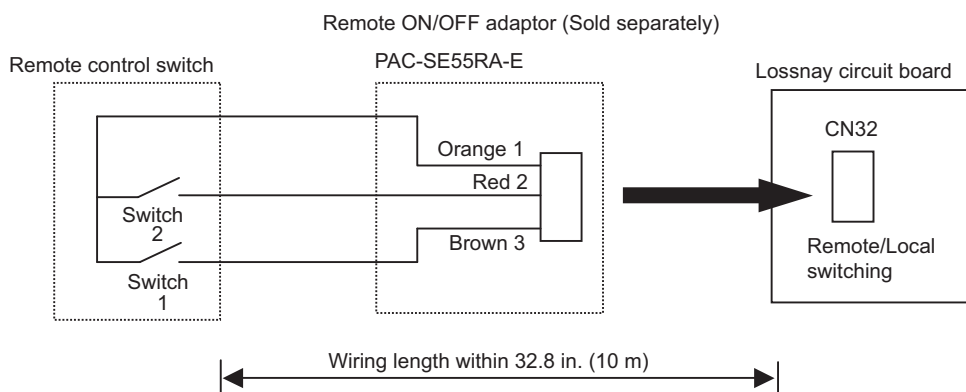 Remote ON/OFF adaptor (Sold separately)
Remote control switch
PAC-SE55RA-E
Lossnay circuit board
CN32
Orange 1
Red 2
Switch
2
Brown 3
Remote/Local
switching
Switch
1
Wiring length within 32.8 in. (10 m)